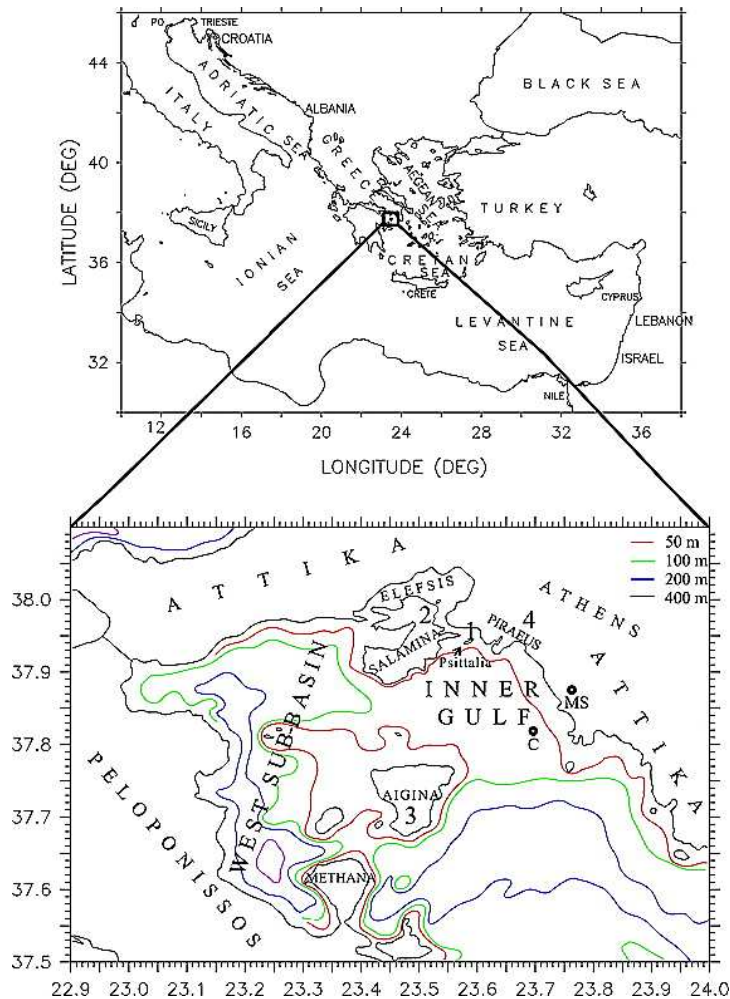 PO
TRIESTE
CROATIA
44
BLACK SEA
ADRIATIC SEA
ITALY
ALBANIA
GREEC
40
AEGEAN
SEA
TURKEY
LATITUDE (DEG)
SICILY
IONIAN
SEA
36
CRETAN
SEA
CRETE
CYPRUS
LEVANTINE
SEA
LEBANON
32
ISRAEL
NILE
12 16 20 24 28 32 36
LONGITUDE (DEG)
50 m
100 m
200 m
400 m
ATTIKA
38.0
ELEFSIS
2
1
4
PIRAEUS
ATHENS
ATTIKA
37.9
SALAMINA
Psittalia
INNER
GULF
MS
C
37.8
WEST SUB-BASIN
AIGINA
3
37.7
PELOPONISSOS
METHANA
37.6
37.5
22.9 23.0 23.1 23.2 23.3 23.4 23.5 23.6 23.7 23.8 23.9 24.0